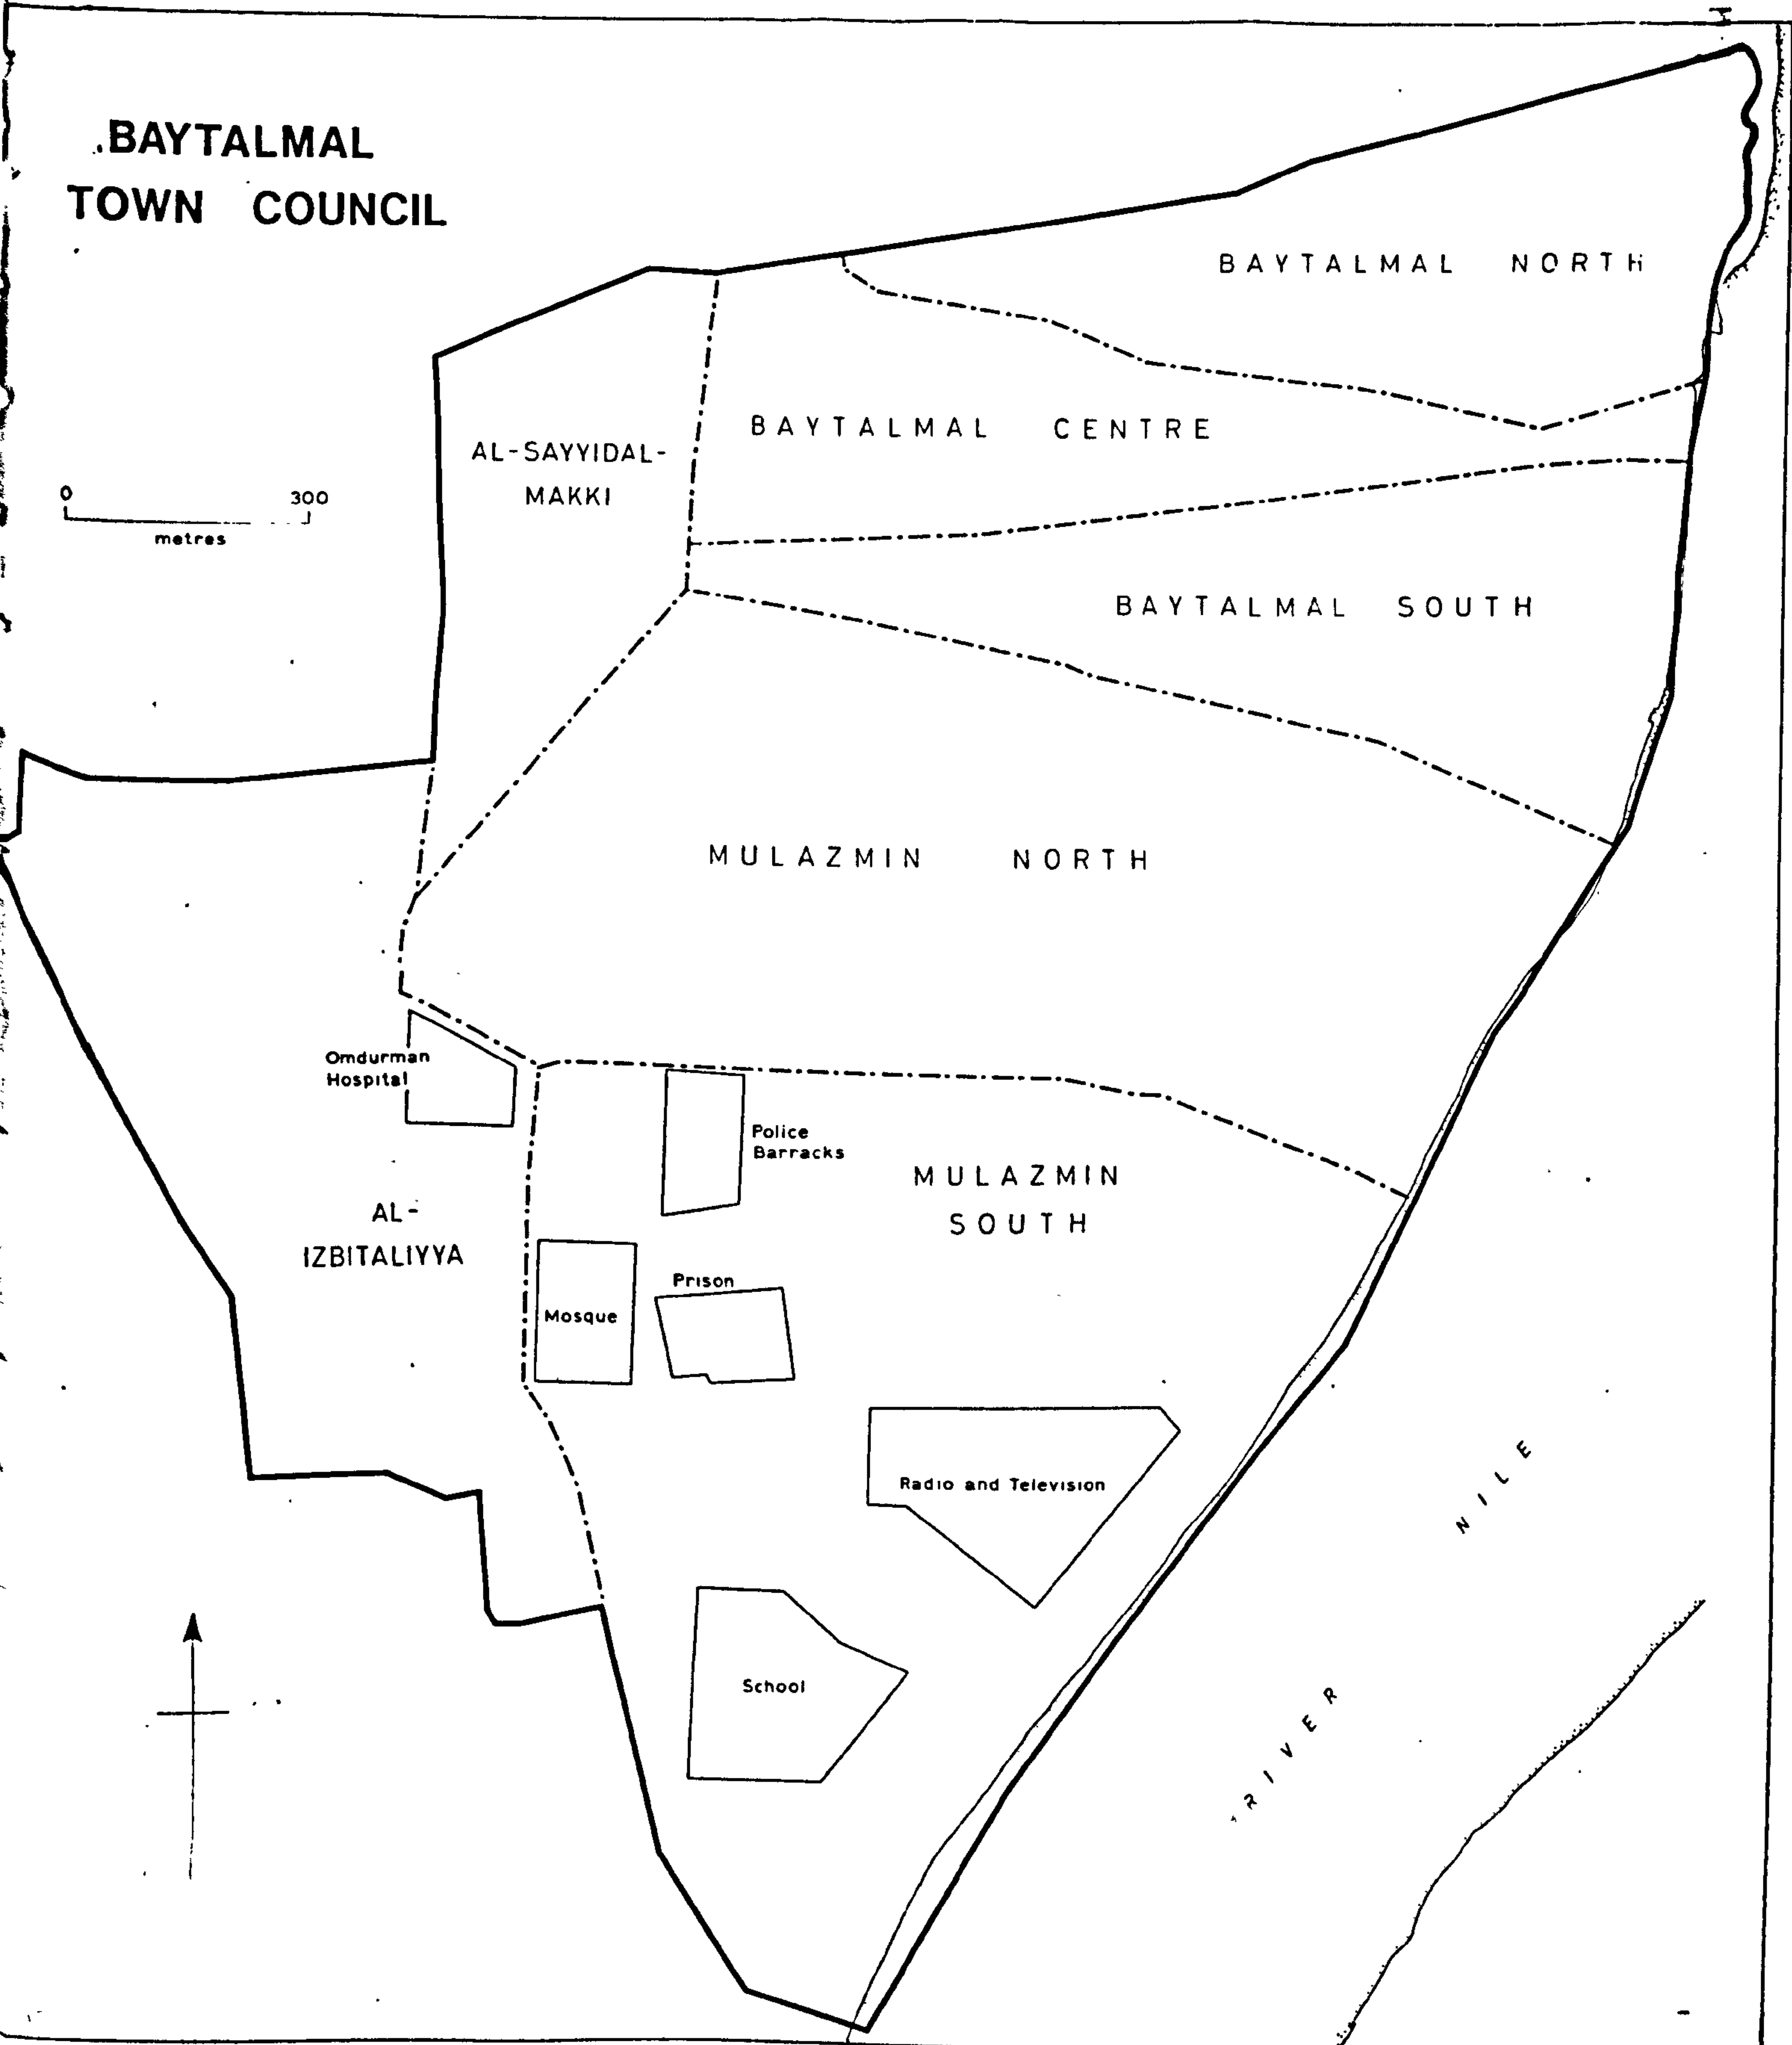 BAYTALMAL
TOWN COUNCIL
BAYTALMAL NORTH
BAYTALMAL CENTRE
AL-SAYYIDAL-
MAKKI
0 300
metres
BAYTALMAL SOUTH
MULAZMIN NORTH
Omdurman
Hospital
Police
Barracks
MULAZMIN
SOUTH
AL-
IZBITALIYYA
Prison
Mosque
Radio and Television
School
RIVER NILE